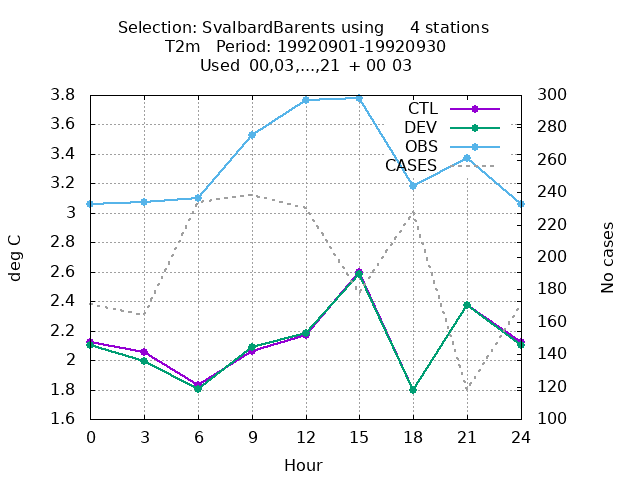 Selection: SvalbardBarents using 4 stations
T2m Period: 19920901-19920930
Used 00,03,...,21 + 00 03
3.8
3.6
3.4
3.2
3
2.8
2.6
2.4
2.2
2
1.8
1.6
deg C
CTL
DEV
OBS
CASES
300
280
260
240
220
200
180
160
140
120
100
No cases
0 3 6 9 12 15 18 21 24
Hour